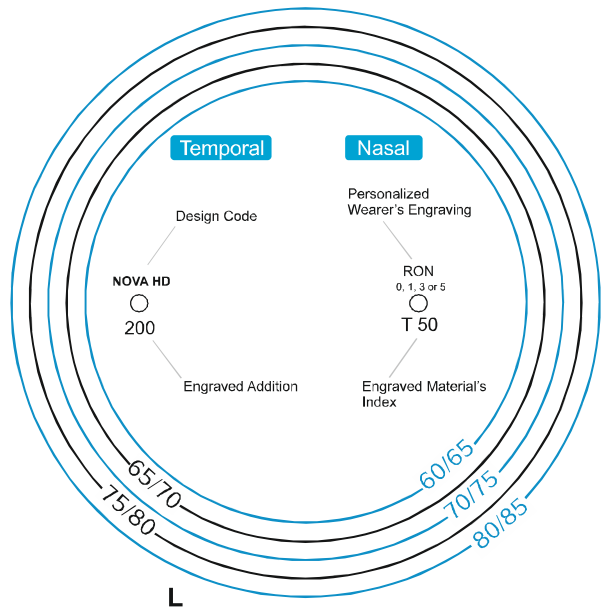 Temporal
Nasal
Personalized
Wearer's Engraving
Design Code
NOVA HD
RON
0, 1, 3 or 5
200
T 50
Engraved Addition
Engraved Material's
Index
65/70
60/65
75/80
70/75
80/85
L